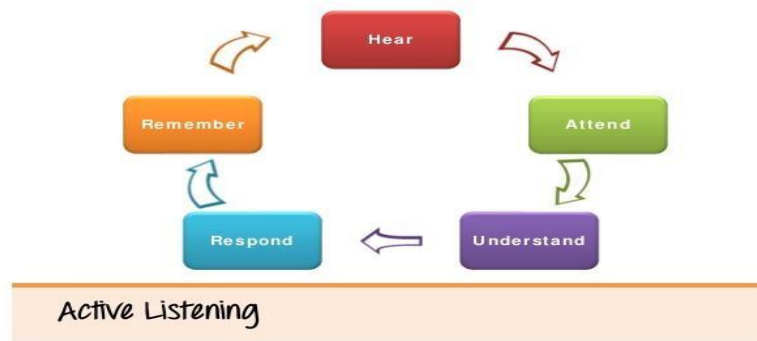 Hear
Attend
Understand
Respond
Remember
Active Listening